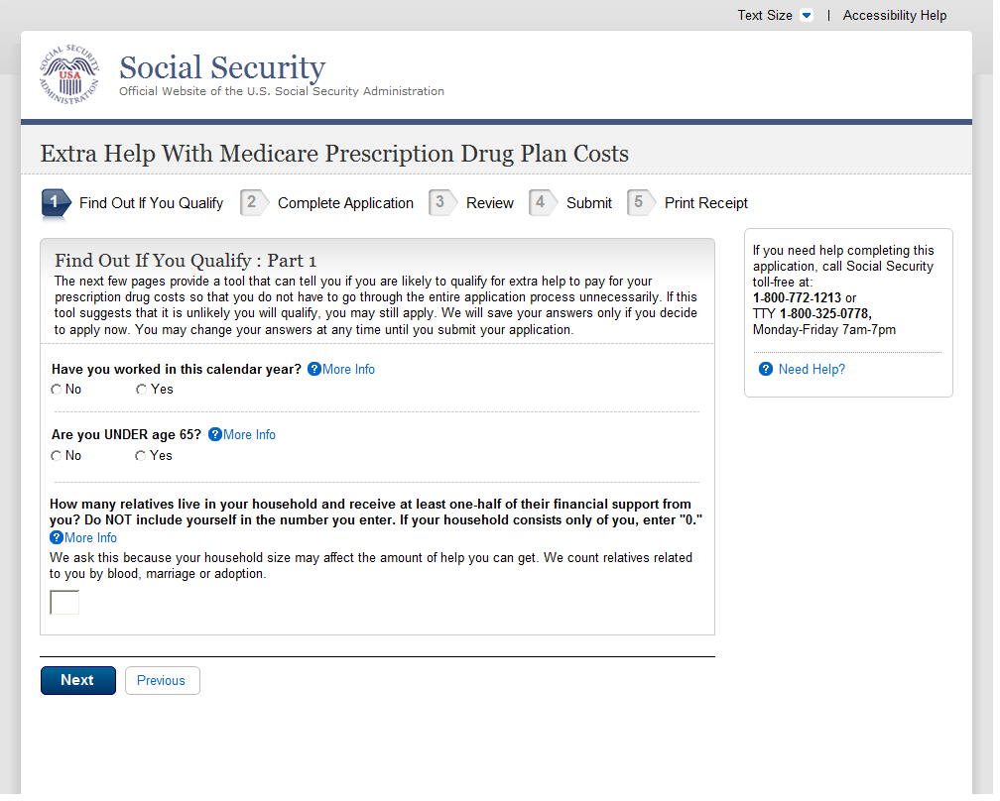 Text Size | Accessibility Help
SOCIAL SECURITY ADMINISTRATION
USA
Social Security
Official Website of the U.S. Social Security Administration
Extra Help With Medicare Prescription Drug Plan Costs
1 Find Out If You Qualify 2 Complete Application 3 Review 4 Submit 5 Print Receipt
Find Out If You Qualify : Part 1
The next few pages provide a tool that can tell you if you are likely to qualify for extra help to pay for your
prescription drug costs so that you do not have to go through the entire application process unnecessarily. If this
tool suggests that it is unlikely you will qualify, you may still apply. We will save your answers only if you decide
to apply now. You may change your answers at any time until you submit your application.
Have you worked in this calendar year? ?More Info
No Yes
Are you UNDER age 65? ?More Info
No Yes
How many relatives live in your household and receive at least one-half of their financial support from
you? Do NOT include yourself in the number you enter. If your household consists only of you, enter "0."
?More Info
We ask this because your household size may affect the amount of help you can get. We count relatives related
to you by blood, marriage or adoption.
Next Previous
If you need help completing this
application, call Social Security
toll-free at:
1-800-772-1213 or
TTY 1-800-325-0778,
Monday-Friday 7am-7pm
? Need Help?